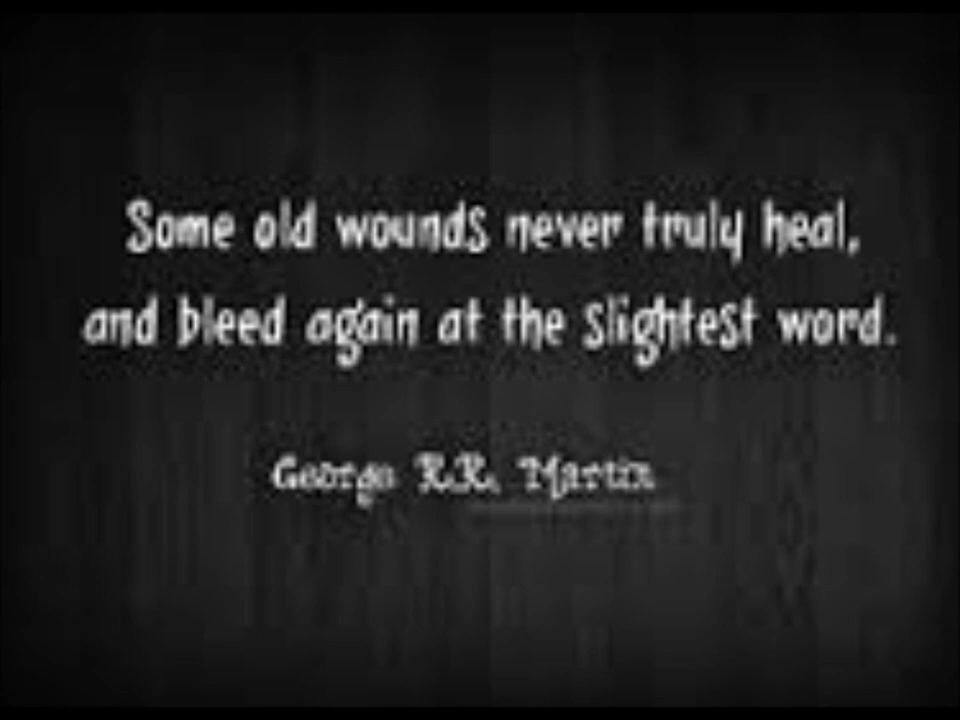 Some old wounds never truly heal,
and bleed again at the slightest word.
George R.R. Martin